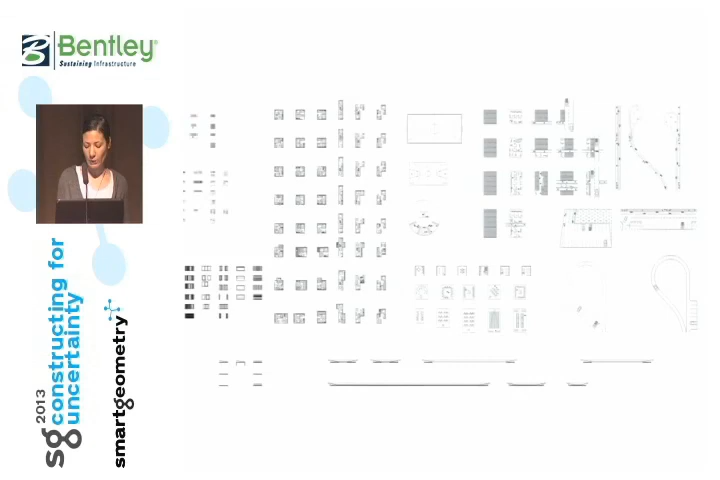 Bentley®
Sustaining Infrastructure
sg 2013
constructing for
uncertainty
smartgeometry